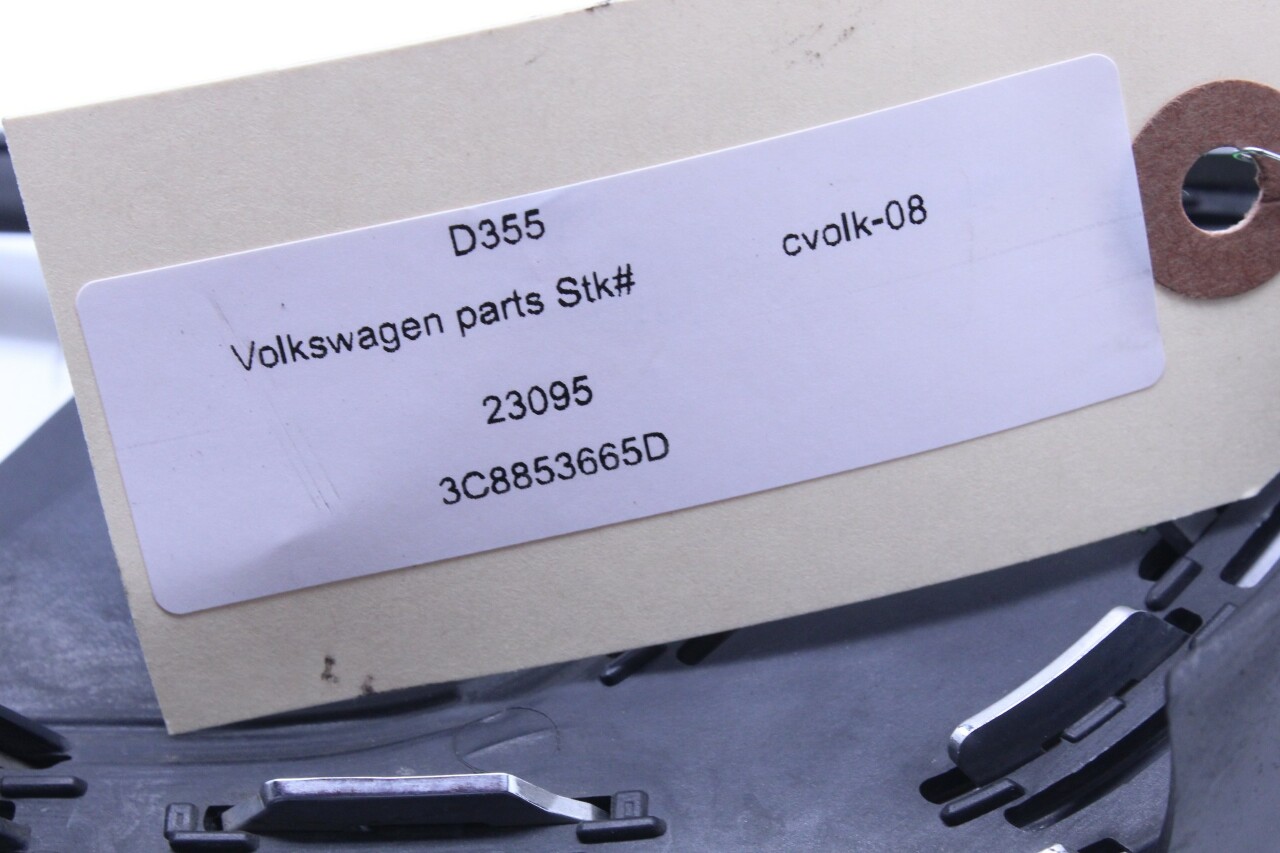 D355
cvolk-08
Volkswagen parts Stk#
23095
3C8853665D